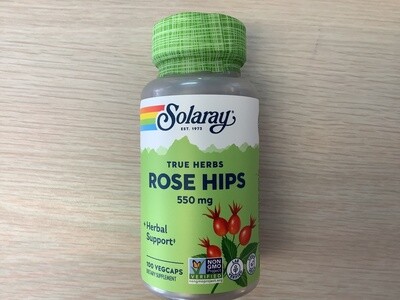 Solaray
EST. 1973
TRUE HERBS
ROSE HIPS
550 mg
Herbal
Support‡
100 VEGCAPS
DIETARY SUPPLEMENT
NON
GMO
VERIFIED